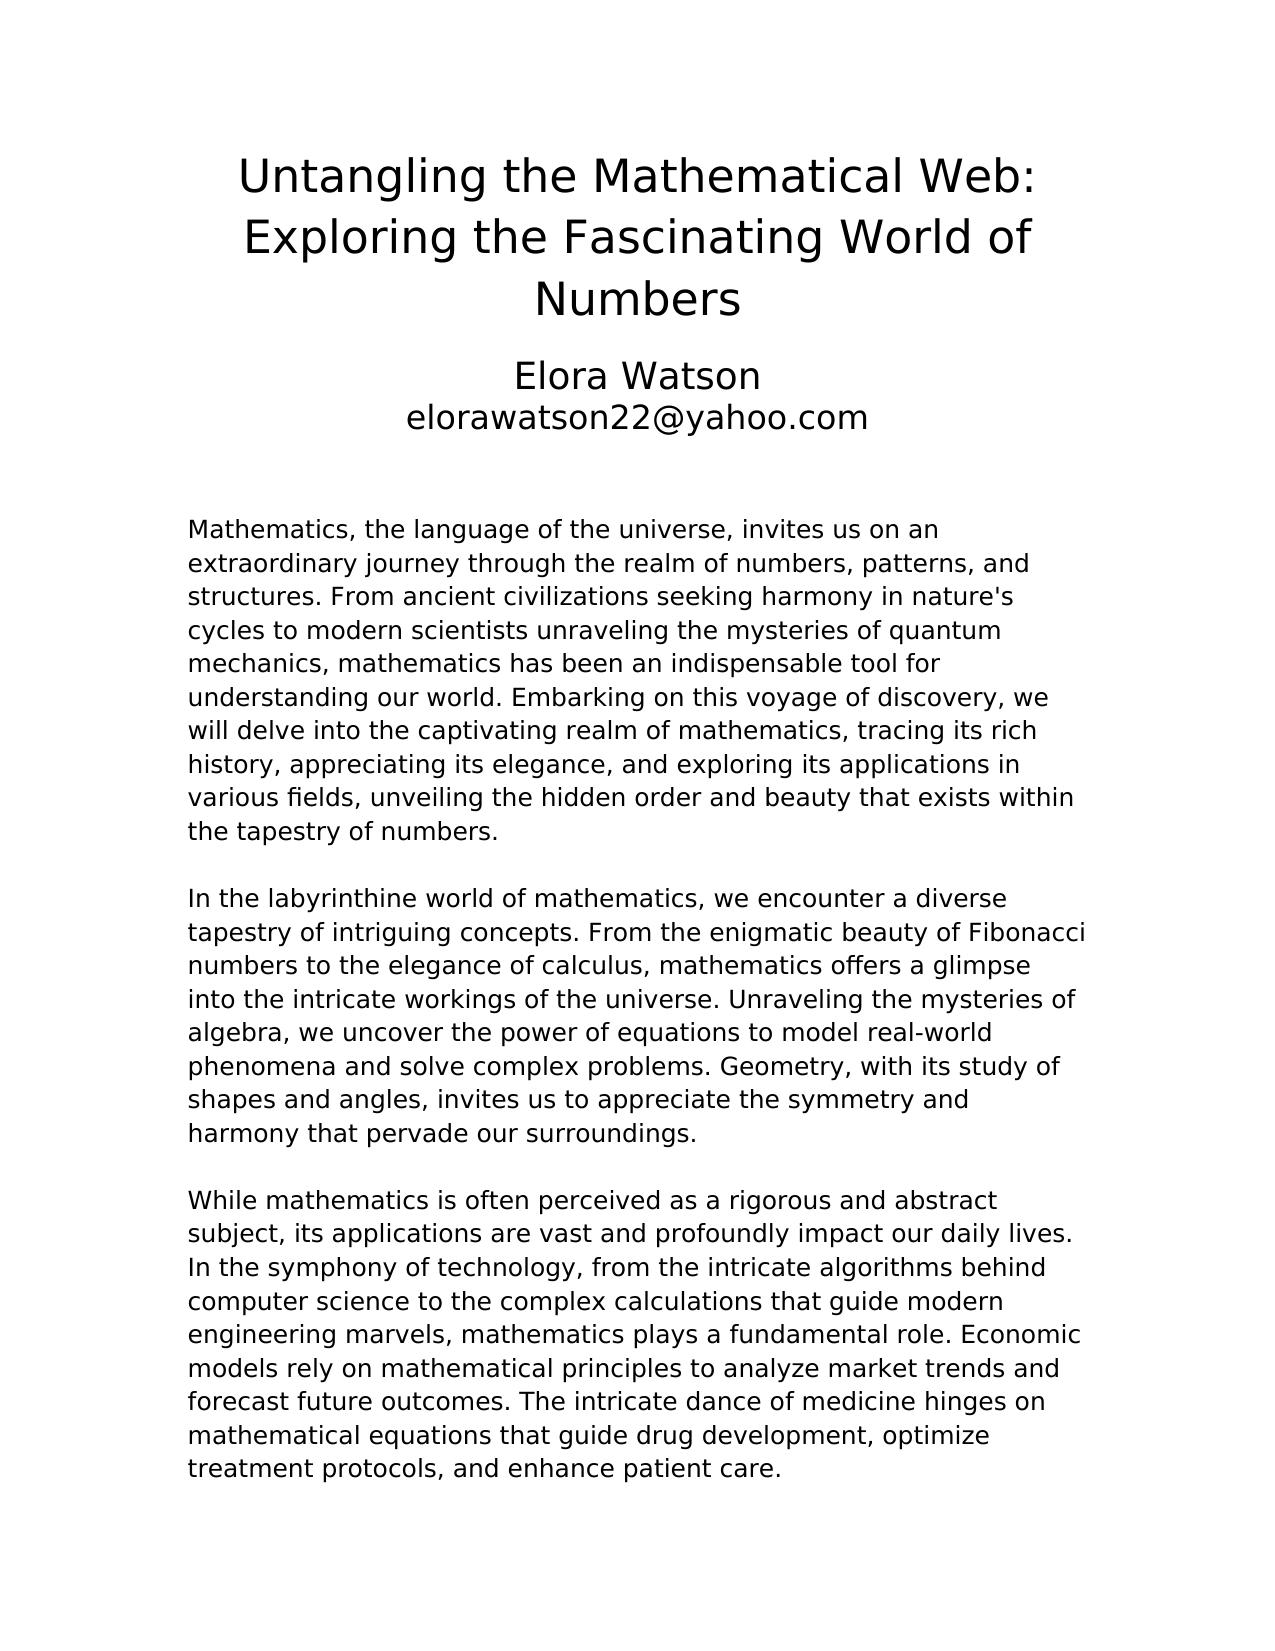 Untangling the Mathematical Web:
Exploring the Fascinating World of
Numbers
Elora Watson
elorawatson22@yahoo.com
Mathematics, the language of the universe, invites us on an
extraordinary journey through the realm of numbers, patterns, and
structures. From ancient civilizations seeking harmony in nature's
cycles to modern scientists unraveling the mysteries of quantum
mechanics, mathematics has been an indispensable tool for
understanding our world. Embarking on this voyage of discovery, we
will delve into the captivating realm of mathematics, tracing its rich
history, appreciating its elegance, and exploring its applications in
various fields, unveiling the hidden order and beauty that exists within
the tapestry of numbers.
In the labyrinthine world of mathematics, we encounter a diverse
tapestry of intriguing concepts. From the enigmatic beauty of Fibonacci
numbers to the elegance of calculus, mathematics offers a glimpse
into the intricate workings of the universe. Unraveling the mysteries of
algebra, we uncover the power of equations to model real-world
phenomena and solve complex problems. Geometry, with its study of
shapes and angles, invites us to appreciate the symmetry and
harmony that pervade our surroundings.
While mathematics is often perceived as a rigorous and abstract
subject, its applications are vast and profoundly impact our daily lives.
In the symphony of technology, from the intricate algorithms behind
computer science to the complex calculations that guide modern
engineering marvels, mathematics plays a fundamental role. Economic
models rely on mathematical principles to analyze market trends and
forecast future outcomes. The intricate dance of medicine hinges on
mathematical equations that guide drug development, optimize
treatment protocols, and enhance patient care.